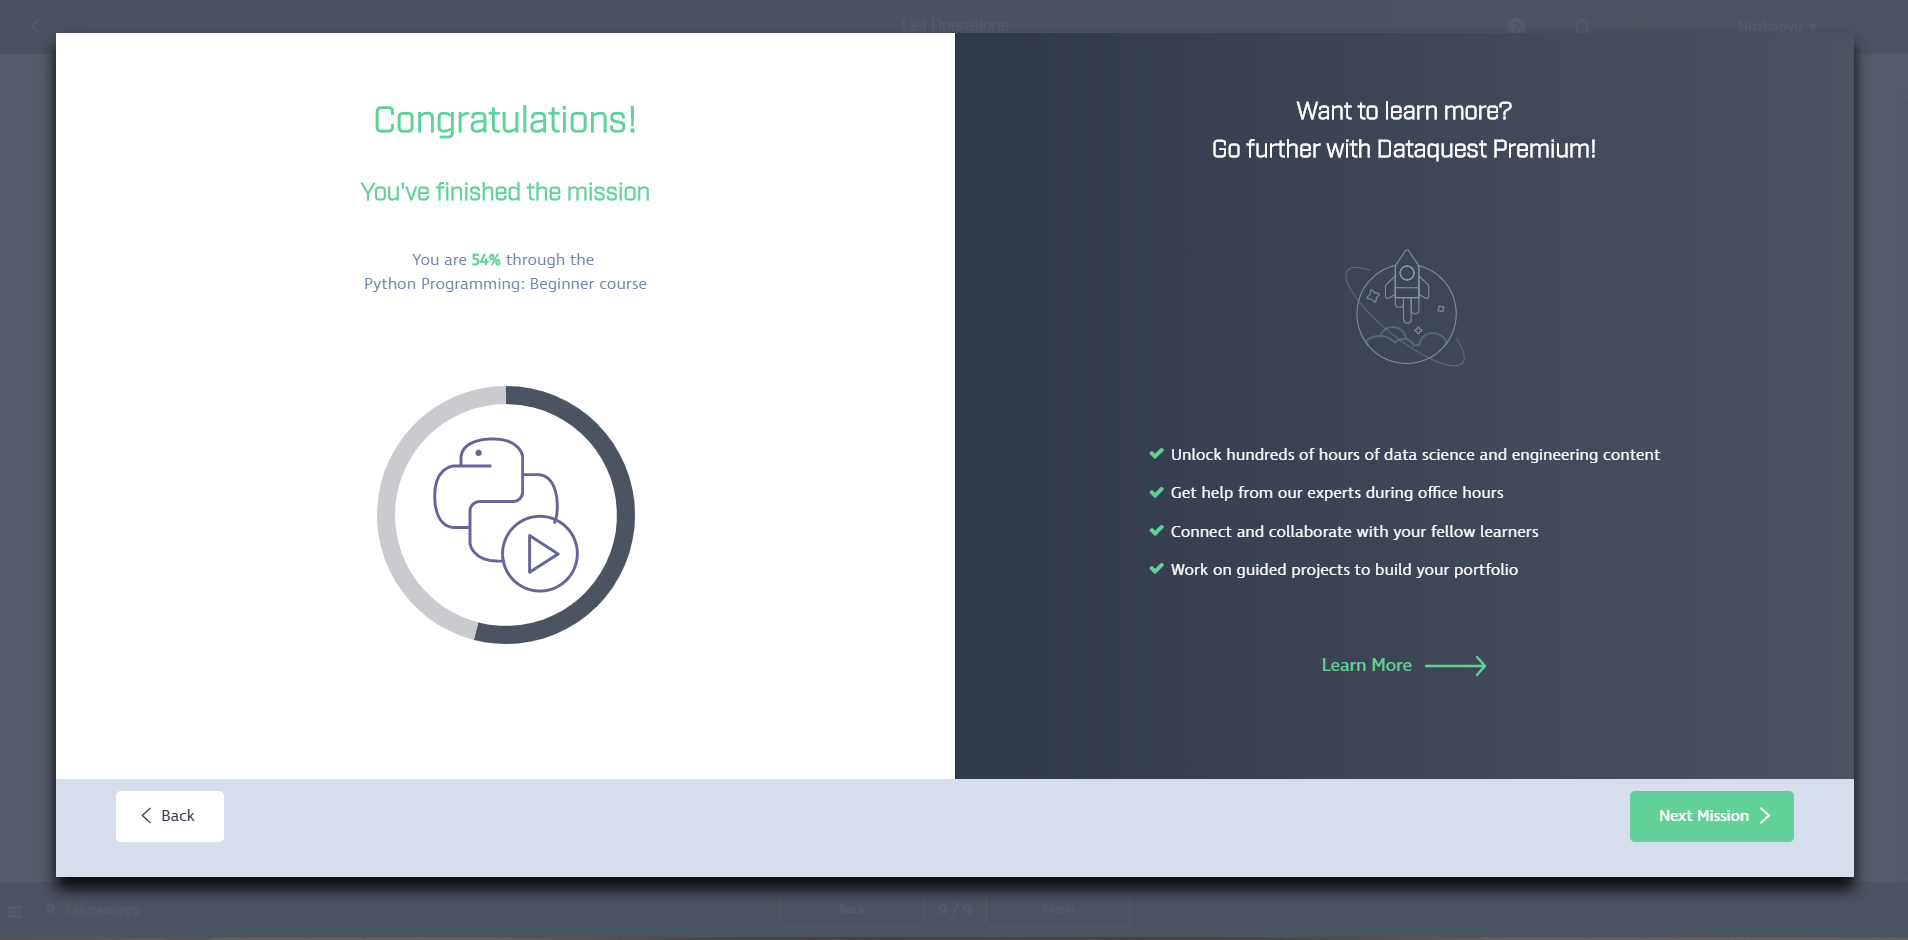 List Operations
Huzhaoyu
Congratulations!
You've finished the mission
You are 54% through the
Python Programming: Beginner course
Want to learn more?
Go further with Dataquest Premium!
Unlock hundreds of hours of data science and engineering content
Get help from our experts during office hours
Connect and collaborate with your fellow learners
Work on guided projects to build your portfolio
Learn More
Back
Next Mission
9. Takeaways
Back
9 / 9
Finish